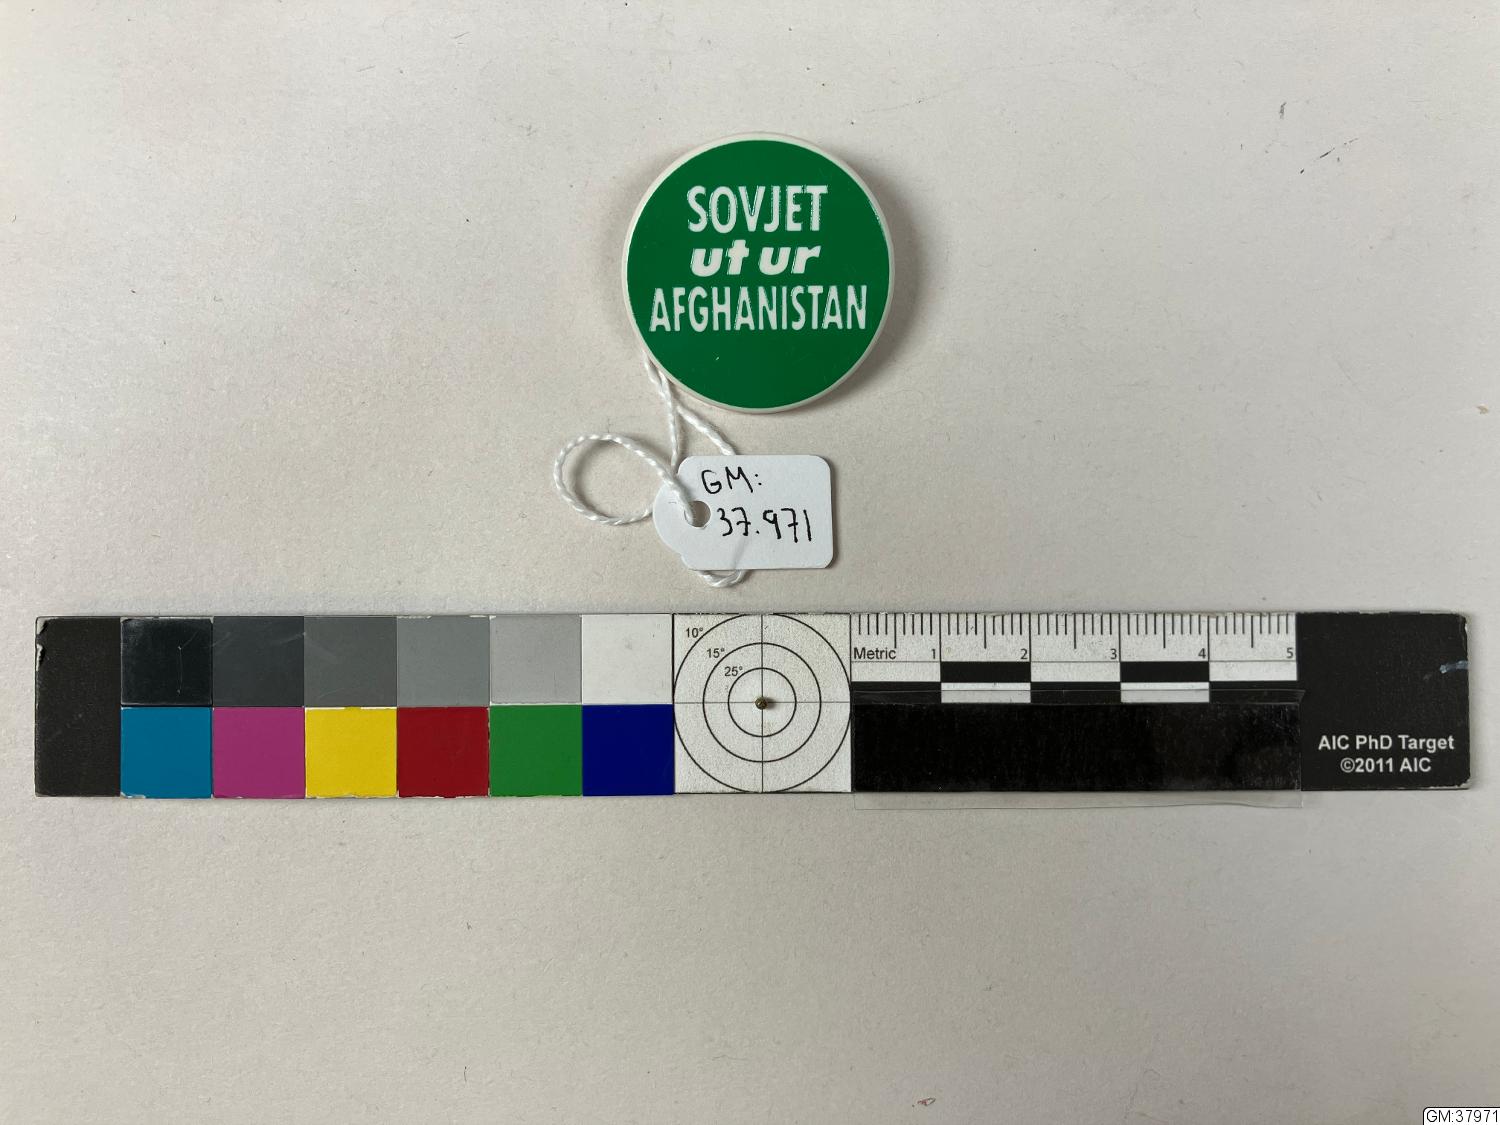 SOVJET
ut ur
AFGHANISTAN
GM:
37.971
10°
15°
25°
Metric 1 2 3 4 5
AIC PhD Target
©2011 AIC
GM:37971